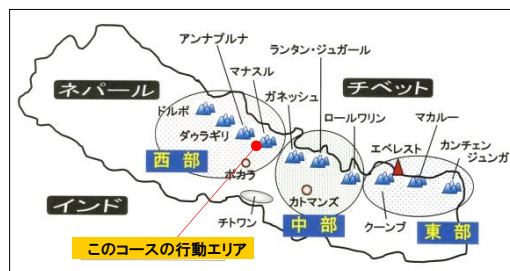 アンナプルナ
ランタン・ジュガール
マナスル
チベット
ネパール
ガネッシュ
ドルポ
ロールワリン
マカルー
エベレスト
カンチェン
ジュンガ
ダウラギリ
西部
ポカラ
カトマンズ
クーンブ
インド
チトワン
中部
東部
このコースの行動エリア